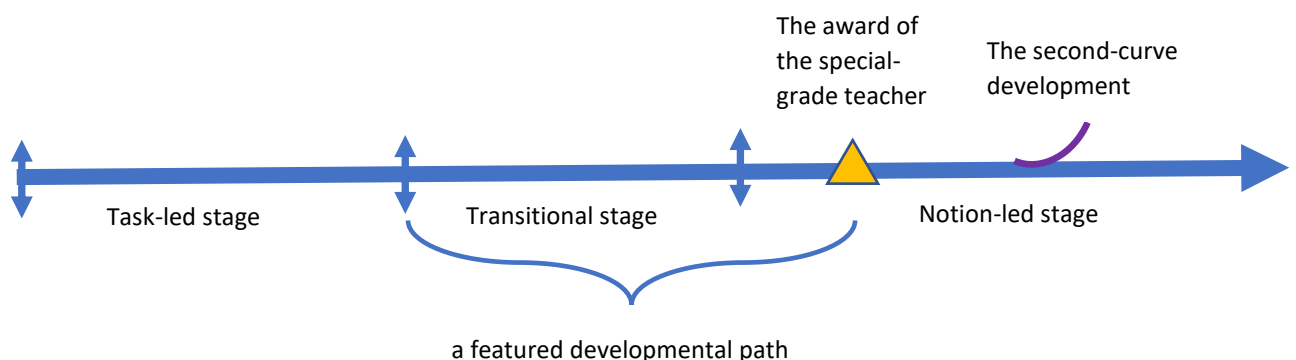 The award of
the special-
grade teacher
The second-curve
development
Task-led stage
Transitional stage
Notion-led stage
a featured developmental path